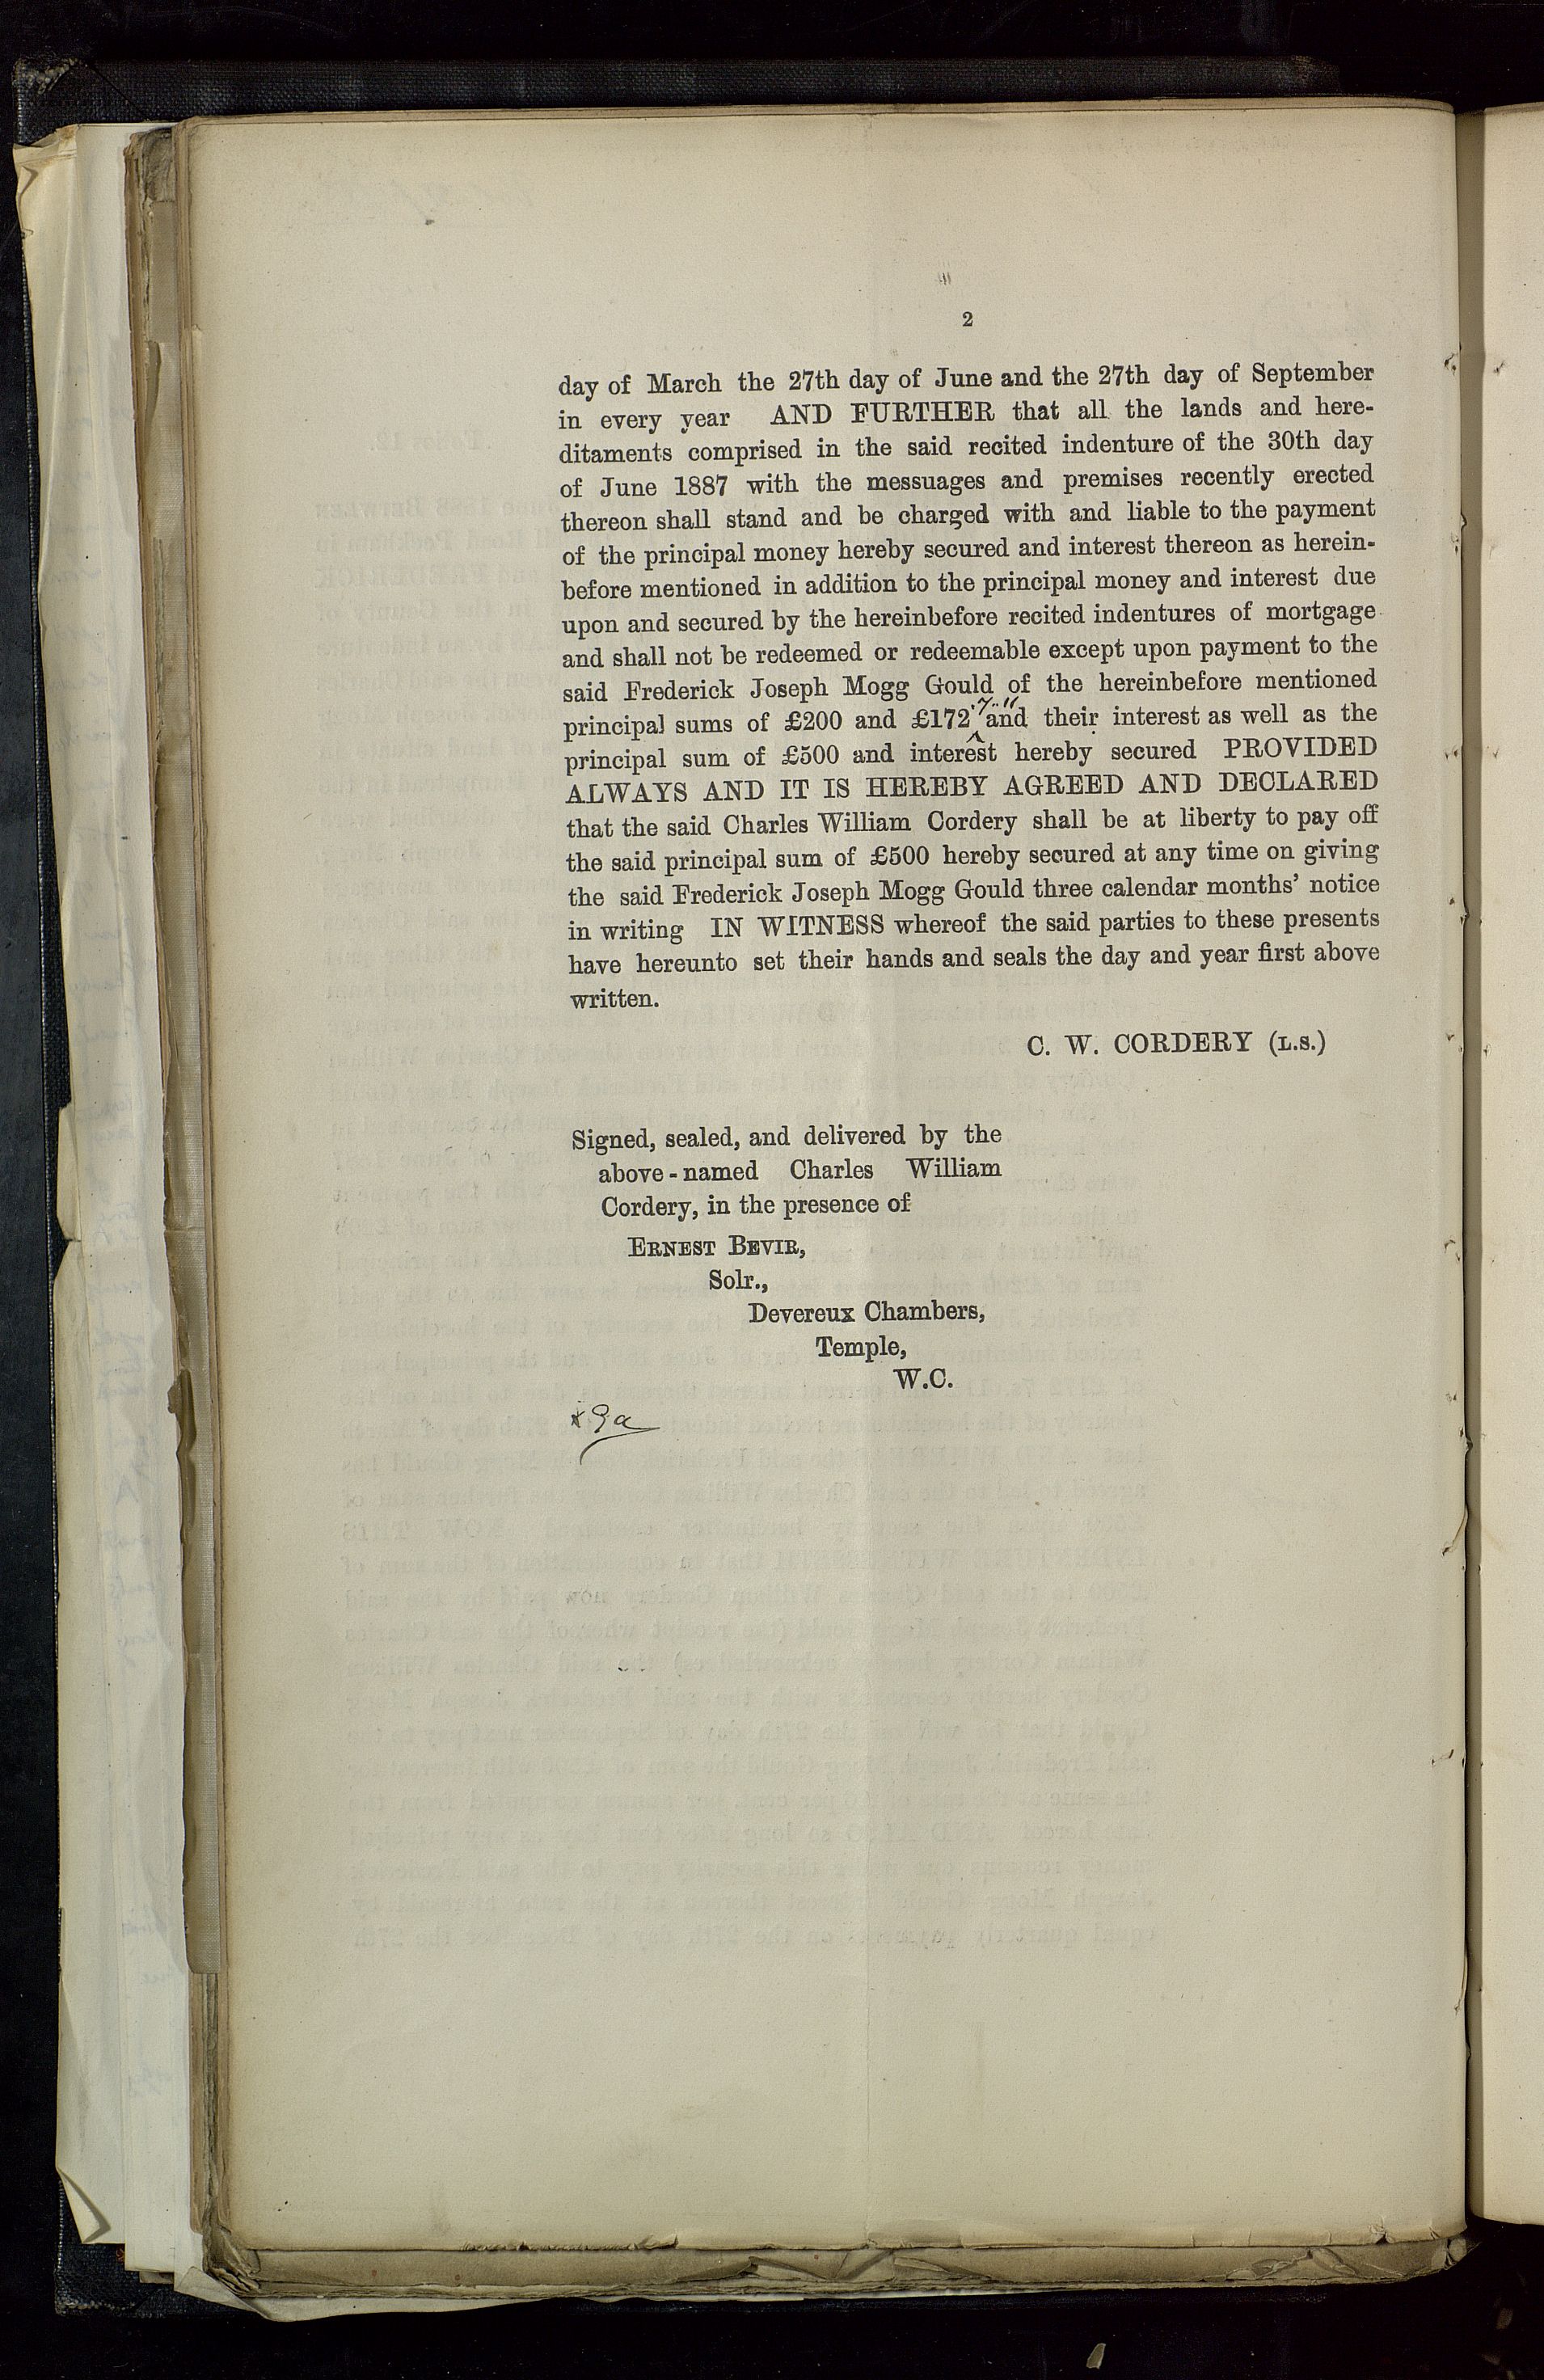 2
day of March the 27th day of June and the 27th day of September
in every year AND FURTHER that all the lands and here-
ditaments comprised in the said recited indenture of the 30th day
of June 1887 with the messuages and premises recently erected
thereon shall stand and be charged with and liable to the payment
of the principal money hereby secured and interest thereon as herein-
before mentioned in addition to the principal money and interest due
upon and secured by the hereinbefore recited indentures of mortgage
and shall not be redeemed or redeemable except upon payment to the
said Frederick Joseph Mogg Gould of the hereinbefore mentioned
principal sums of £200 and £172 .7..11 and their interest as well as the
principal sum of £500 and interest hereby secured PROVIDED
ALWAYS AND IT IS HEREBY AGREED AND DECLARED
that the said Charles William Cordery shall be at liberty to pay off
the said principal sum of £500 hereby secured at any time on giving
the said Frederick Joseph Mogg Gould three calendar months' notice
in writing IN WITNESS whereof the said parties to these presents
have hereunto set their hands and seals the day and year first above
written.
C. W. CORDERY (L.S.)
Signed, sealed, and delivered by the
above-named Charles William
Cordery, in the presence of
ERNEST BEVIR,
Solr.,
Devereux Chambers,
Temple,
W.C.